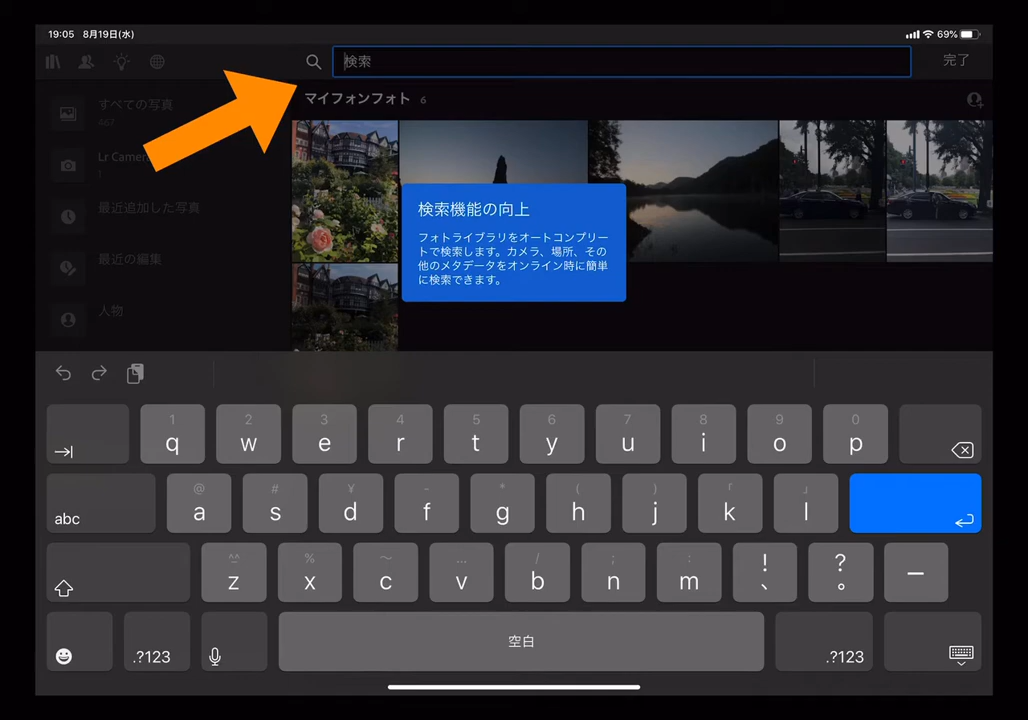 19:05 8月19日(水)
69%
検索
完了
マイフォンフォト 6
すべての写真
467
Lr Camera
1
最近追加した写真
最近の編集
人物
検索機能の向上
フォトライブラリをオートコンプリー
トで検索します。カメラ、場所、その
他のメタデータをオンライン時に簡単
に検索できます。
1 2 3 4 5 6 7 8 9 0
q w e r t y u i o p
@ # ¥ - * ( ) 「 」
abc a s d f g h j k l
^^ % 〜 … / ; :
z x c v b n m ! 、 ? 。 ー
.?123 空白 .?123